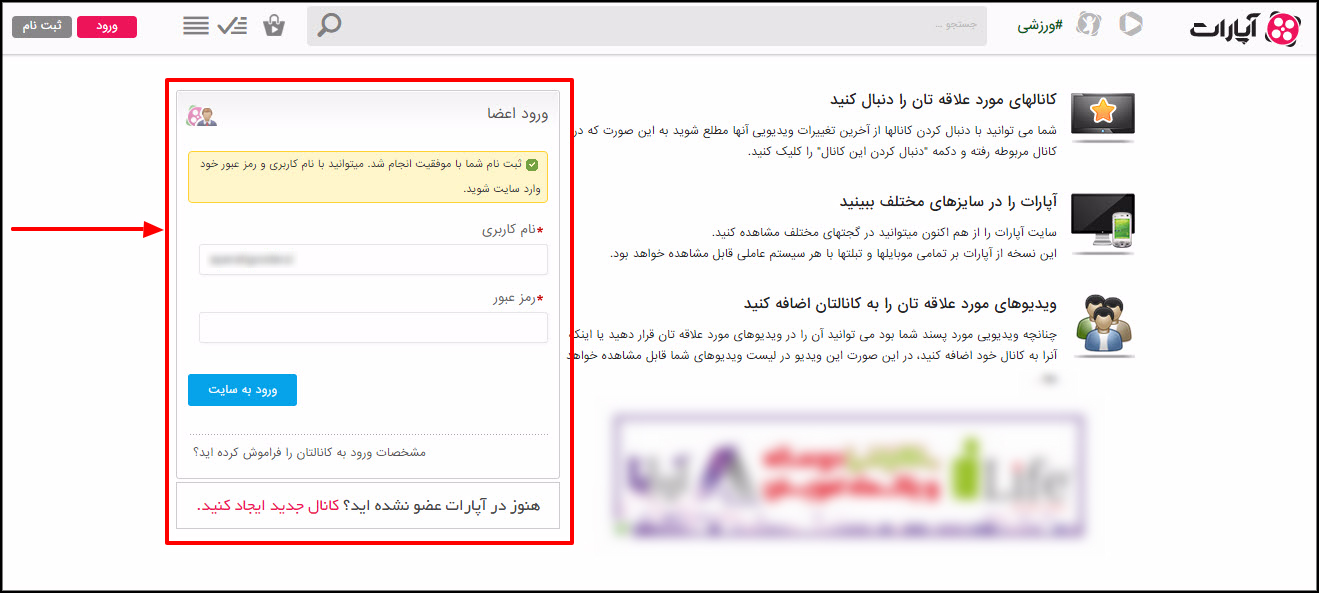 آپارات
#ورزشی
جستجو ...
ورود
ثبت نام
کانالهای مورد علاقه تان را دنبال کنید
شما می توانید با دنبال کردن کانالها از آخرین تغییرات ویدیویی آنها مطلع شوید به این صورت که در
کانال مربوطه رفته و دکمه "دنبال کردن این کانال" را کلیک کنید.
آپارات را در سایزهای مختلف ببینید
سایت آپارات را از هم اکنون میتوانید در گجتهای مختلف مشاهده کنید.
این نسخه از آپارات بر تمامی موبایلها و تبلتها با هر سیستم عاملی قابل مشاهده خواهد بود.
ویدیوهای مورد علاقه تان را به کانالتان اضافه کنید
چنانچه ویدیویی مورد پسند شما بود می توانید آن را در ویدیوهای مورد علاقه تان قرار دهید یا اینکه
آنرا به کانال خود اضافه کنید، در این صورت این ویدیو در لیست ویدیوهای شما قابل مشاهده خواهد
ورود اعضا
ثبت نام شما با موفقیت انجام شد. میتوانید با نام کاربری و رمز عبور خود
وارد سایت شوید.
*نام کاربری
*رمز عبور
ورود به سایت
مشخصات ورود به کانالتان را فراموش کرده اید؟
هنوز در آپارات عضو نشده اید؟ کانال جدید ایجاد کنید.